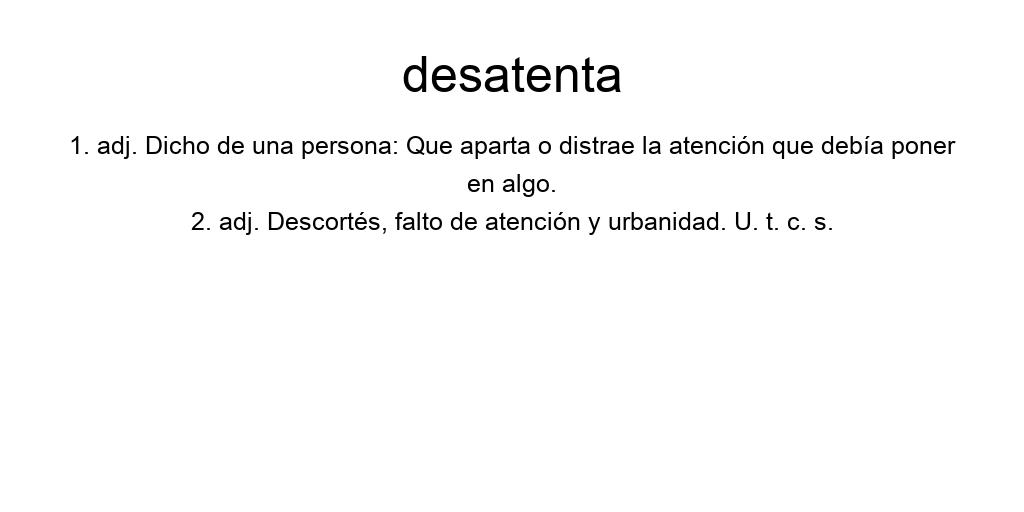 desatenta
1. adj. Dicho de una persona: Que aparta o distrae la atención que debía poner
en algo.
2. adj. Descortés, falto de atención y urbanidad. U. t. c. s.